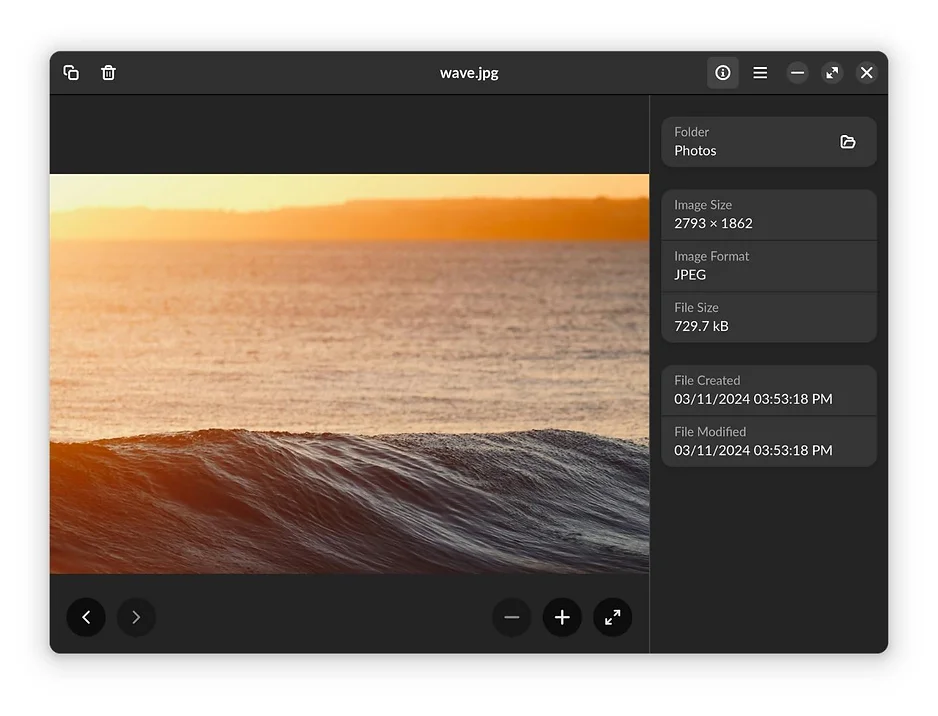 wave.jpg
Folder
Photos
Image Size
2793 × 1862
Image Format
JPEG
File Size
729.7 kB
File Created
03/11/2024 03:53:18 PM
File Modified
03/11/2024 03:53:18 PM